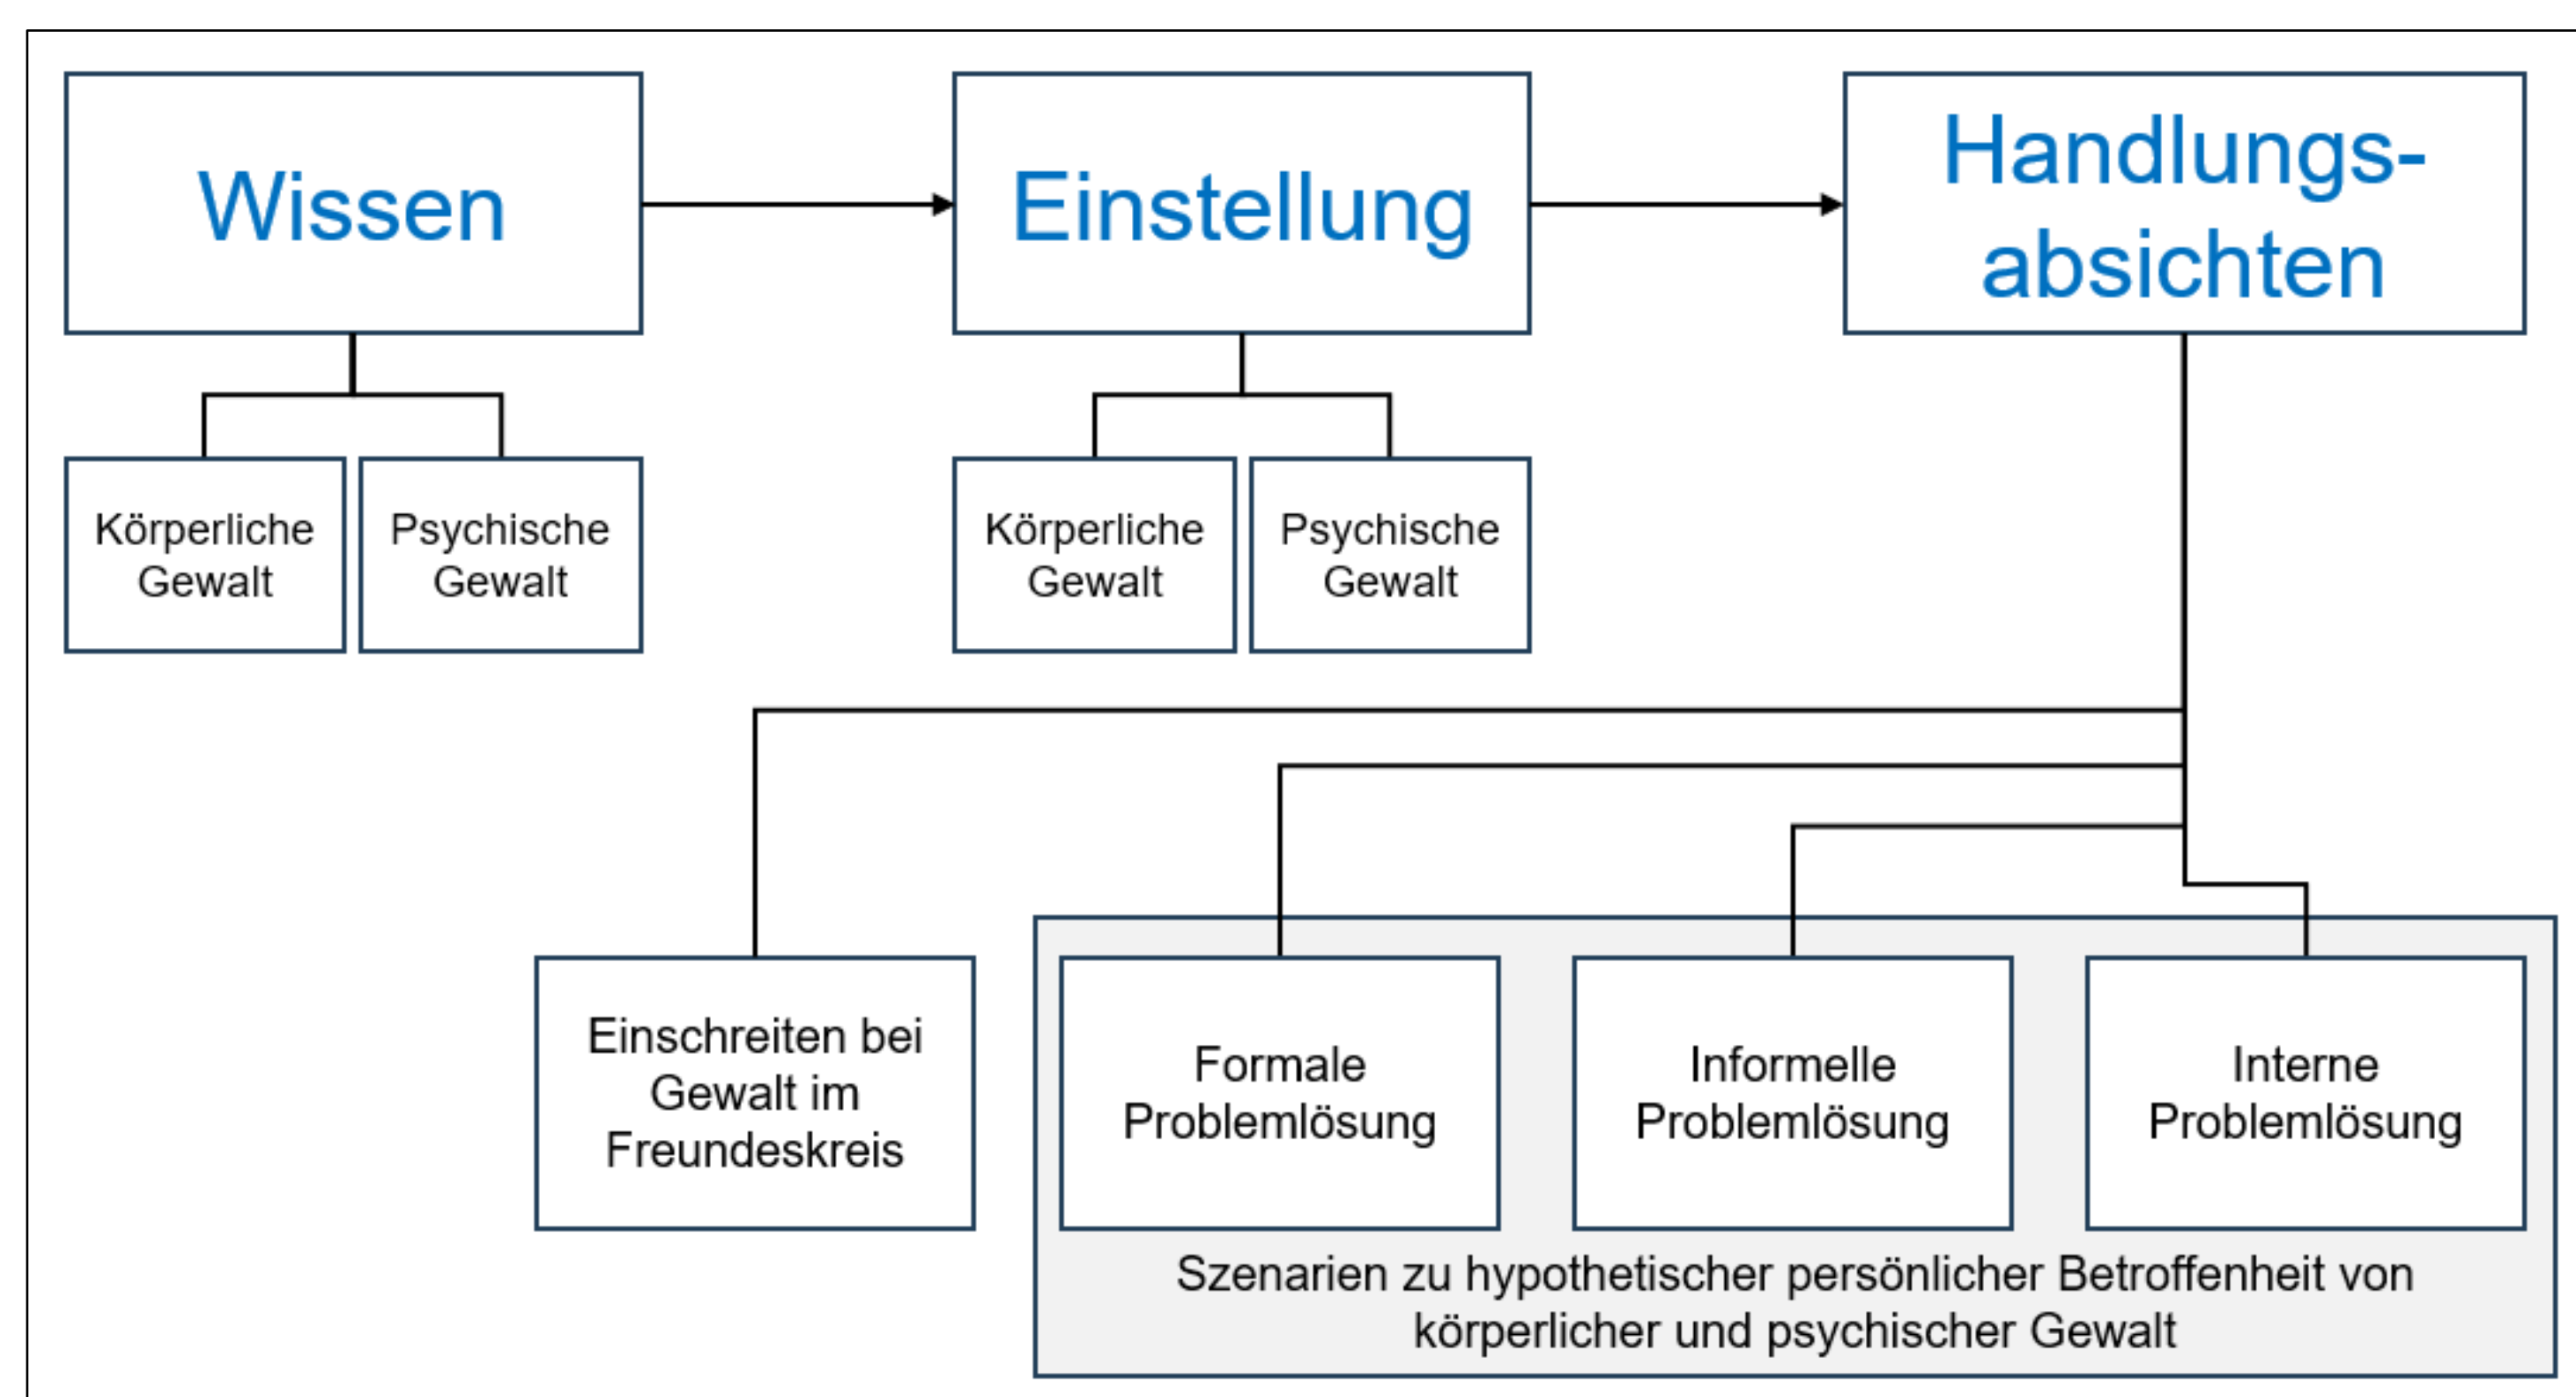 Wissen
Einstellung
Handlungs-
absichten
Körperliche
Gewalt
Psychische
Gewalt
Körperliche
Gewalt
Psychische
Gewalt
Einschreiten bei
Gewalt im
Freundeskreis
Formale
Problemlösung
Informelle
Problemlösung
Interne
Problemlösung
Szenarien zu hypothetischer persönlicher Betroffenheit von
körperlicher und psychischer Gewalt